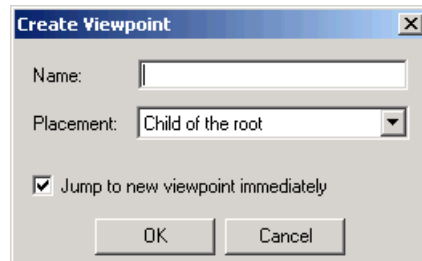 Create Viewpoint
Name:
Placement: Child of the root
Jump to new viewpoint immediately
OK Cancel